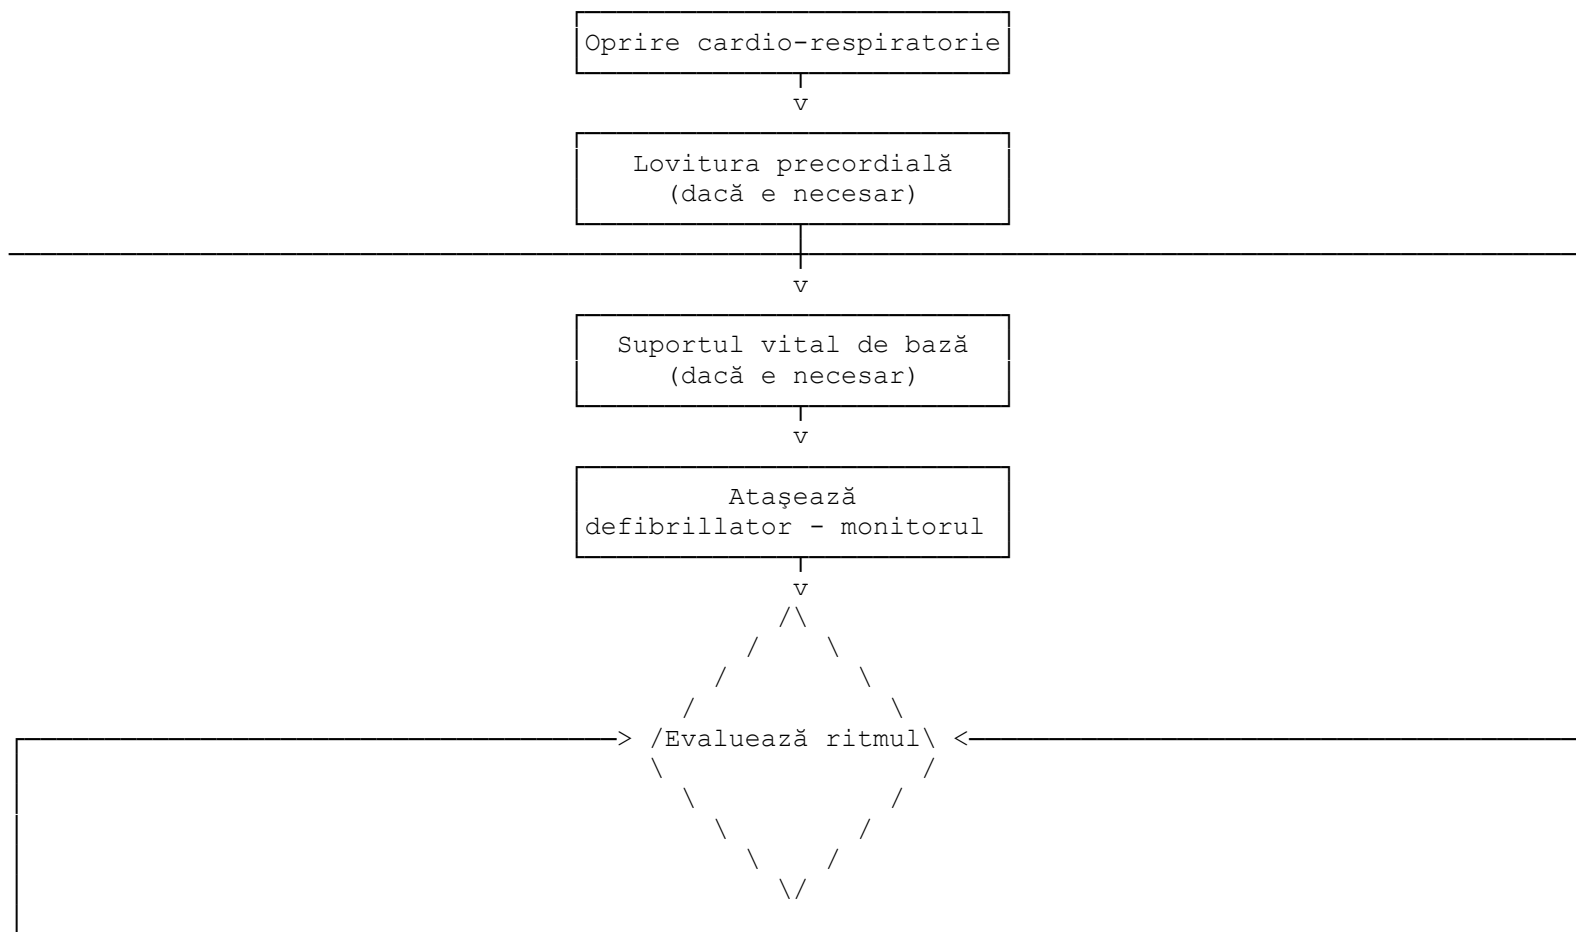 Oprire cardio-respiratorie
v
Lovitura precordială
(dacă e necesar)
v
Suportul vital de bază
(dacă e necesar)
v
Ataşează
defibrillator - monitorul
v
Evaluează ritmul